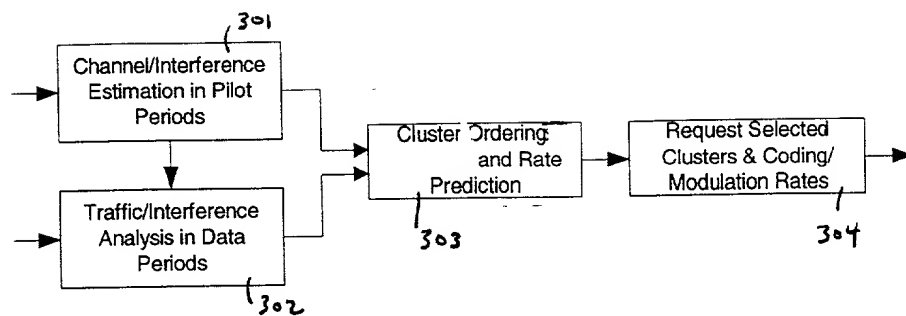 301
Channel/Interference
Estimation in Pilot
Periods
Traffic/Interference
Analysis in Data
Periods
302
Cluster Ordering
and Rate
Prediction
303
Request Selected
Clusters & Coding/
Modulation Rates
304